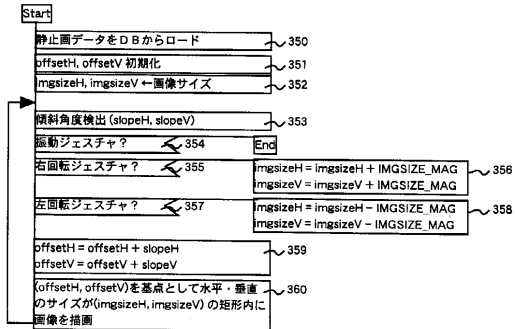 Start
静止画データをDBからロード 350
offsetH, offsetV 初期化 351
imgsizeH, imgsizeV ←画像サイズ 352
傾斜角度検出 (slopeH, slopeV) 353
振動ジェスチャ? 354 End
右回転ジェスチャ? 355 imgsizeH = imgsizeH + IMGSIZE_MAG 356
imgsizeV = imgsizeV + IMGSIZE_MAG
左回転ジェスチャ? 357 imgsizeH = imgsizeH − IMGSIZE_MAG 358
imgsizeV = imgsizeV − IMGSIZE_MAG
offsetH = offsetH + slopeH 359
offsetV = offsetV + slopeV
(offsetH, offsetV)を基点として水平・垂直 360
のサイズが(imgsizeH, imgsizeV) の矩形内に
画像を描画